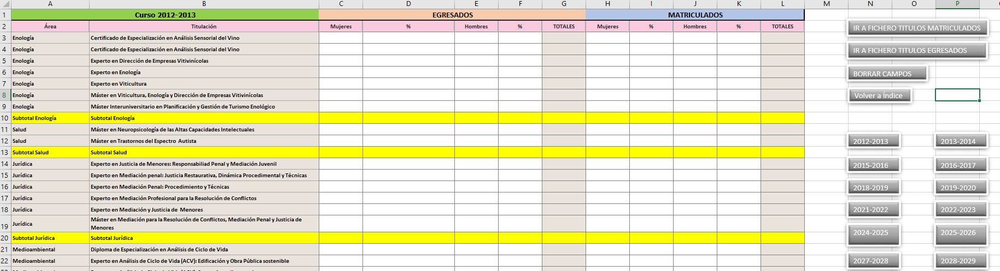 A B C D E F G H I J K L M N O P
1 Curso 2012-2013 EGRESADOS MATRICULADOS
2 Área Titulación Mujeres % Hombres % TOTALES Mujeres % Hombres % TOTALES
IR A FICHERO TITULOS MATRICULADOS
3 Enología Certificado de Especialización en Análisis Sensorial del Vino
4 Enología Certificado de Especialización en Análisis Sensorial del Vino
IR A FICHERO TITULOS EGRESADOS
5 Enología Experto en Dirección de Empresas Vitivinícolas
6 Enología Experto en Enología
BORRAR CAMPOS
7 Enología Experto en Viticultura
8 Enología Máster en Viticultura, Enología y Dirección de Empresas Vitivinícolas
Volver a Índice
9 Enología Máster Interuniversitario en Planificación y Gestión de Turismo Enológico
10 Subtotal Enología Subtotal Enología
11 Salud Máster en Neuropsicología de las Altas Capacidades Intelectuales
12 Salud Máster en Trastornos del Espectro Autista
2012-2013 2013-2014
13 Subtotal Salud Subtotal Salud
14 Jurídica Experto en Justicia de Menores: Responsabiliad Penal y Mediación Juvenil
2015-2016 2016-2017
15 Jurídica Experto en Mediación penal: Justicia Restaurativa, Dinámica Procedimental y Técnicas
16 Jurídica Experto en Mediación Penal: Procedimiento y Técnicas
2018-2019 2019-2020
17 Jurídica Experto en Mediación Profesional para la Resolución de Conflictos
18 Jurídica Experto en Mediación y Justicia de Menores
2021-2022 2022-2023
19 Jurídica Máster en Mediación para la Resolución de Conflictos, Mediación Penal y Justicia de
Menores
2024-2025 2025-2026
20 Subtotal Jurídica Subtotal Jurídica
21 Medioambiental Diploma de Especialización en Análisis de Ciclo de Vida
22 Medioambiental Experto en Análisis de Ciclo de Vida (ACV): Edificación y Obra Pública sostenible
2027-2028 2028-2029